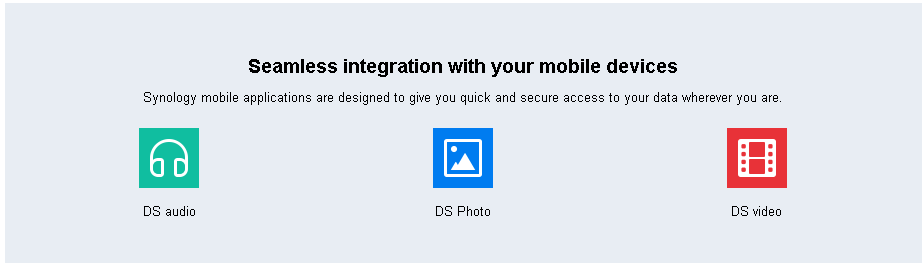 Seamless integration with your mobile devices
Synology mobile applications are designed to give you quick and secure access to your data wherever you are.
DS audio
DS Photo
DS video